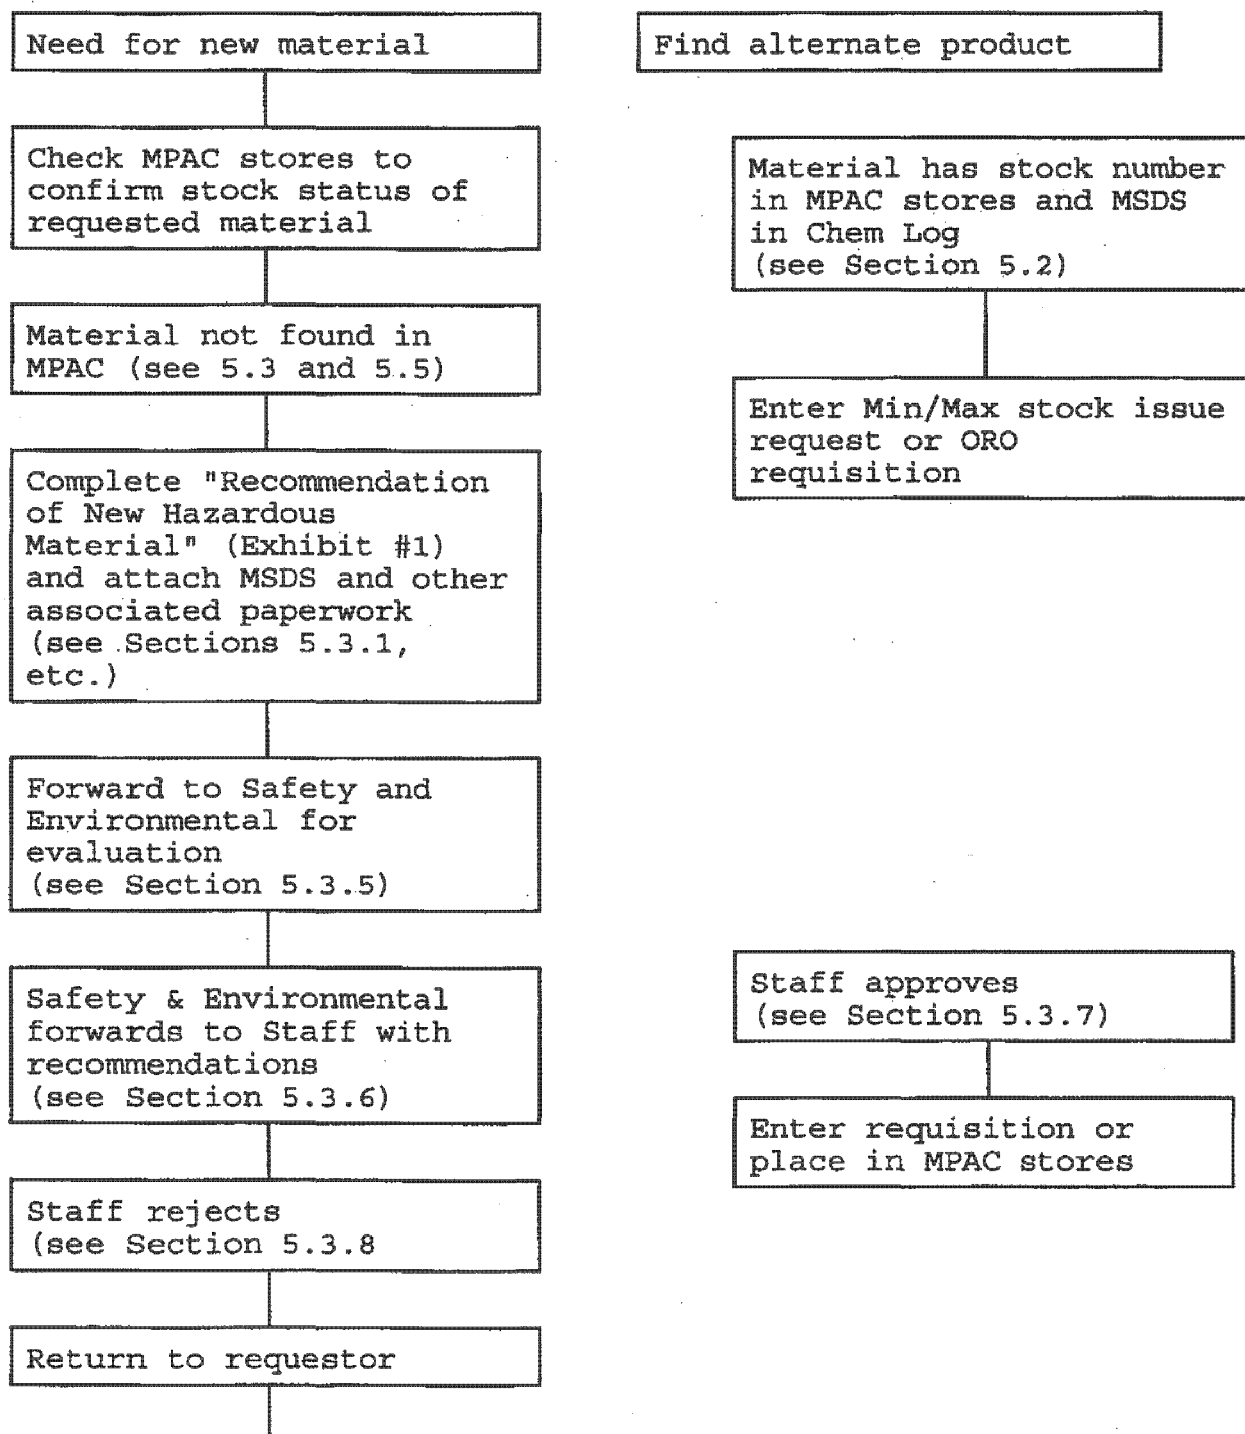 Need for new material
Find alternate product
Check MPAC stores to
confirm stock status of
requested material
Material has stock number
in MPAC stores and MSDS
in Chem Log
(see Section 5.2)
Material not found in
MPAC (see 5.3 and 5.5)
Enter Min/Max stock issue
request or ORO
requisition
Complete "Recommendation
of New Hazardous
Material" (Exhibit #1)
and attach MSDS and other
associated paperwork
(see Sections 5.3.1,
etc.)
Forward to Safety and
Environmental for
evaluation
(see Section 5.3.5)
Safety & Environmental
forwards to Staff with
recommendations
(see Section 5.3.6)
Staff approves
(see Section 5.3.7)
Enter requisition or
place in MPAC stores
Staff rejects
(see Section 5.3.8
Return to requestor